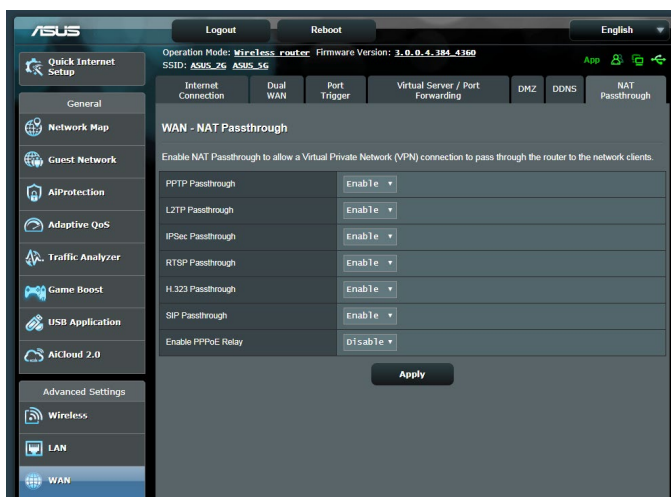 ASUS
Logout
Reboot
English
Operation Mode: Wireless router Firmware Version: 3.0.0.4.384_4360
SSID: ASUS_2G ASUS_5G
App
Quick Internet
Setup
General
Network Map
Guest Network
AiProtection
Adaptive QoS
Traffic Analyzer
Game Boost
USB Application
AiCloud 2.0
Advanced Settings
Wireless
LAN
WAN
Internet
Connection
Dual
WAN
Port
Trigger
Virtual Server / Port
Forwarding
DMZ
DDNS
NAT
Passthrough
WAN - NAT Passthrough
Enable NAT Passthrough to allow a Virtual Private Network (VPN) connection to pass through the router to the network clients.
PPTP Passthrough Enable
L2TP Passthrough Enable
IPSec Passthrough Enable
RTSP Passthrough Enable
H.323 Passthrough Enable
SIP Passthrough Enable
Enable PPPoE Relay Disable
Apply